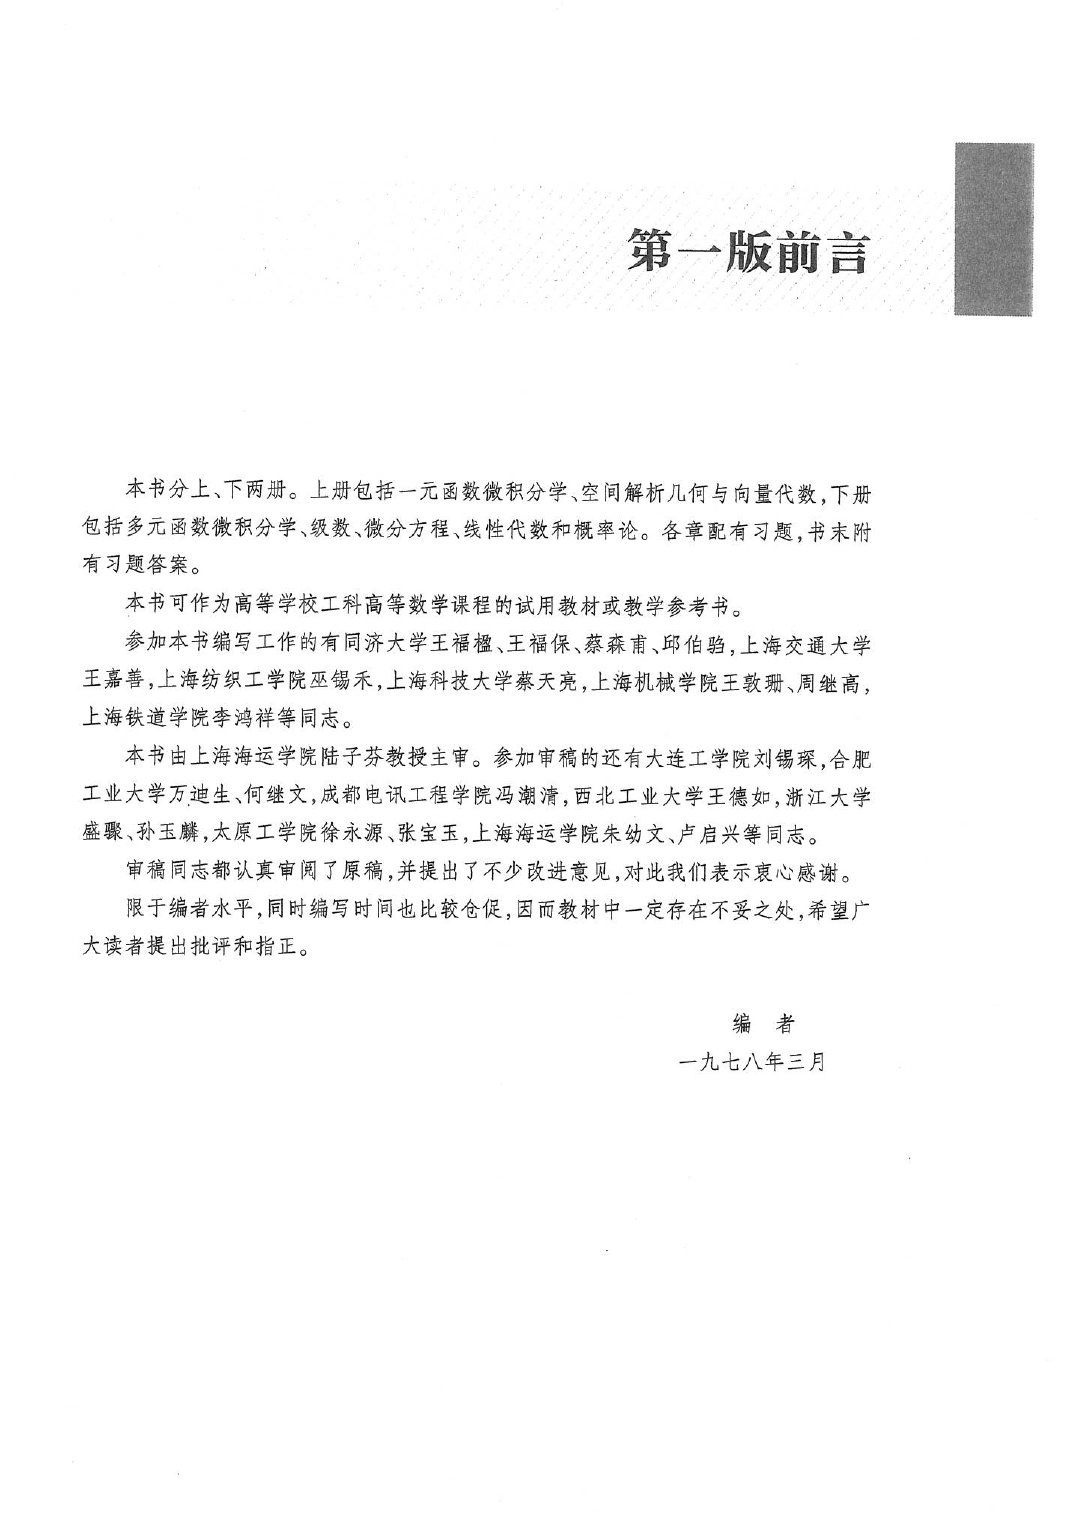 第一版前言
本书分上、下两册。上册包括一元函数微积分学、空间解析几何与向量代数,下册
包括多元函数微积分学、级数、微分方程、线性代数和概率论。各章配有习题,书末附
有习题答案。
本书可作为高等学校工科高等数学课程的试用教材或教学参考书。
参加本书编写工作的有同济大学王福楹、王福保、蔡森甫、邱伯驺,上海交通大学
王嘉善,上海纺织工学院巫锡禾,上海科技大学蔡天亮,上海机械学院王敦珊、周继高,
上海铁道学院李鸿祥等同志。
本书由上海海运学院陆子芬教授主审。参加审稿的还有大连工学院刘锡琛,合肥
工业大学万迪生、何继文,成都电讯工程学院冯潮清,西北工业大学王德如,浙江大学
盛骤、孙玉麟,太原工学院徐永源、张宝玉,上海海运学院朱幼文、卢启兴等同志。
审稿同志都认真审阅了原稿,并提出了不少改进意见,对此我们表示衷心感谢。
限于编者水平,同时编写时间也比较仓促,因而教材中一定存在不妥之处,希望广
大读者提出批评和指正。
编 者
一九七八年三月